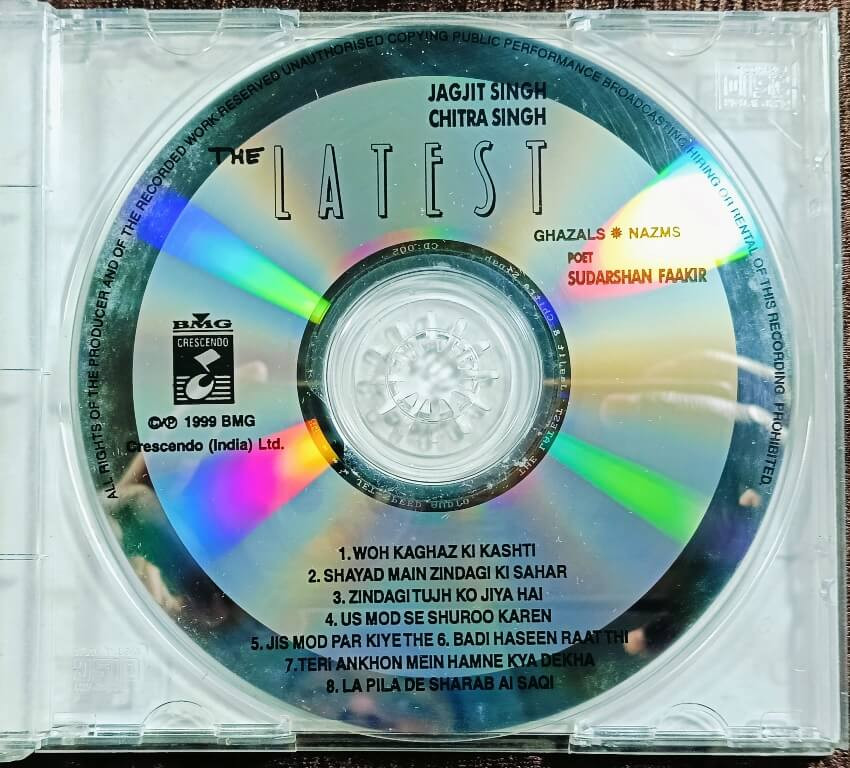 ALL RIGHTS OF THE PRODUCER AND OF THE RECORDED WORK RESERVED UNAUTHORISED COPYING PUBLIC PERFORMANCE BROADCASTING HIRING OR RENTAL OF THIS RECORDING PROHIBITED.
JAGJIT SINGH
CHITRA SINGH
THE LATEST
GHAZALS ✹ NAZMS
POET
SUDARSHAN FAAKIR
BMG
CRESCENDO
©/℗ 1999 BMG
Crescendo (India) Ltd.
1. WOH KAGHAZ KI KASHTI
2. SHAYAD MAIN ZINDAGI KI SAHAR
3. ZINDAGI TUJH KO JIYA HAI
4. US MOD SE SHUROO KAREN
5. JIS MOD PAR KIYE THE 6. BADI HASEEN RAAT THI
7. TERI ANKHON MEIN HAMNE KYA DEKHA
8. LA PILA DE SHARAB AI SAQI